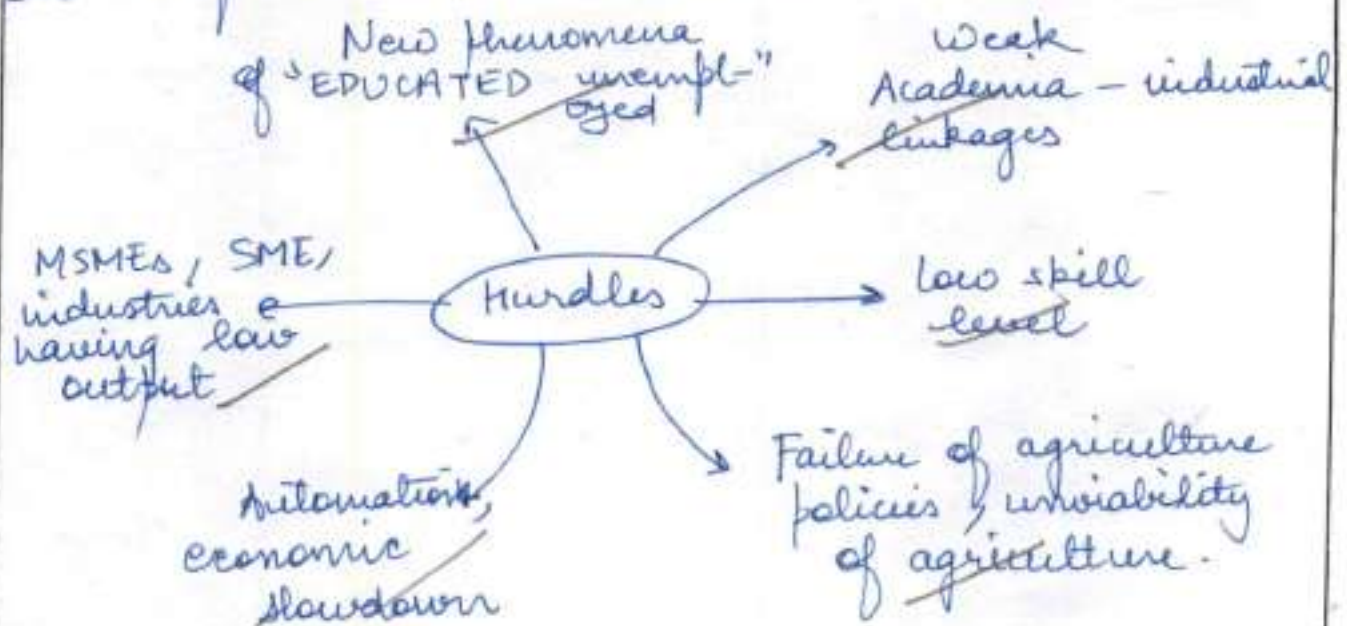 New phenomena
of "EDUCATED unempl-"
oyed
Weak
Academia - industrial
linkages
MSMEs, SME,
industries
having low
output
Hurdles
low skill
level
Automation,
economic
slowdown
Failure of agriculture
policies, unviability
of agriculture.